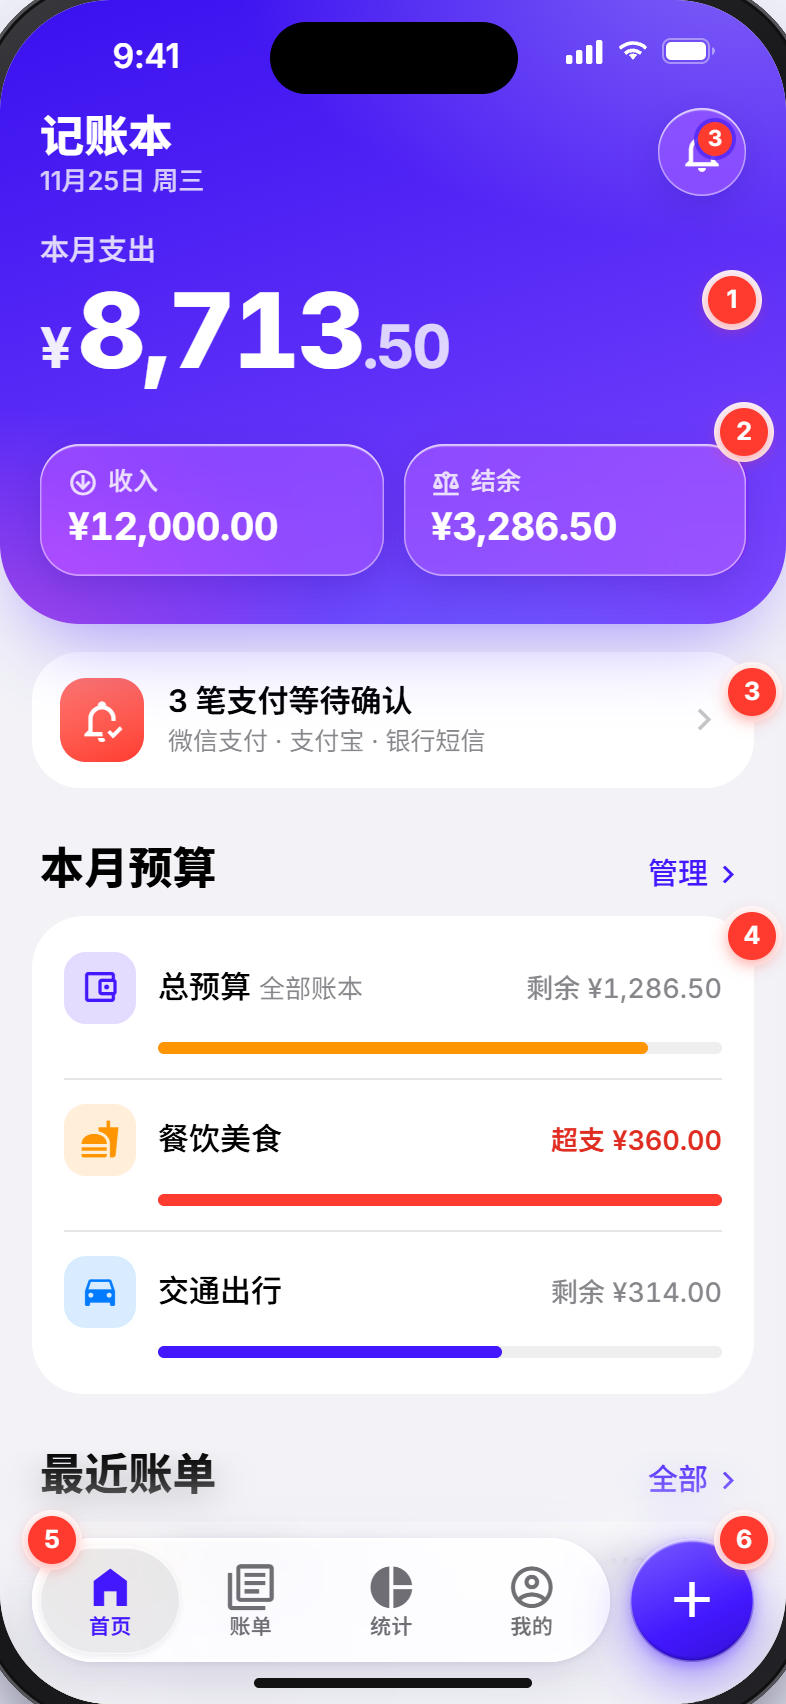 9:41
记账本
3
11月25日 周三
本月支出
1
¥8,713.50
2
收入
结余
¥12,000.00
¥3,286.50
3 笔支付等待确认
3
微信支付 · 支付宝 · 银行短信
本月预算
管理
4
总预算 全部账本
剩余 ¥1,286.50
餐饮美食
超支 ¥360.00
交通出行
剩余 ¥314.00
最近账单
全部
5
6
首页
账单
统计
我的